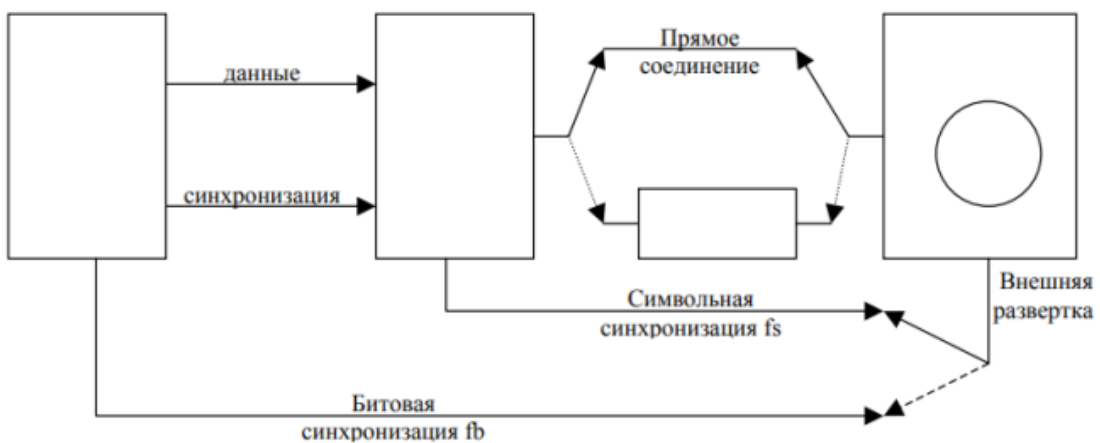 данные
синхронизация
Прямое
соединение
Внешняя
развертка
Символьная
синхронизация fs
Битовая
синхронизация fb